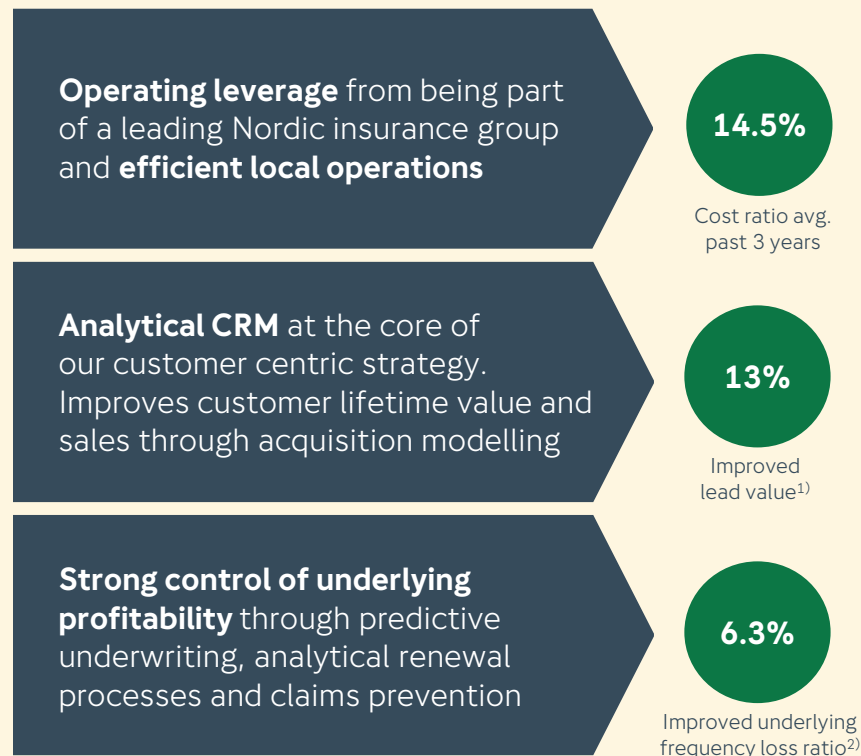 Operating leverage from being part
of a leading Nordic insurance group
and efficient local operations
14.5%
Cost ratio avg.
past 3 years
Analytical CRM at the core of
our customer centric strategy.
Improves customer lifetime value and
sales through acquisition modelling
13%
Improved
lead value1)
Strong control of underlying
profitability through predictive
underwriting, analytical renewal
processes and claims prevention
6.3%
Improved underlying
frequency loss ratio2)